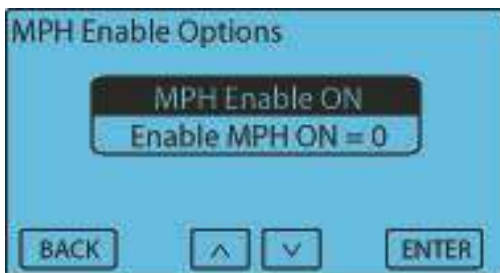 MPH Enable Options
MPH Enable ON
Enable MPH ON = 0
BACK ENTER